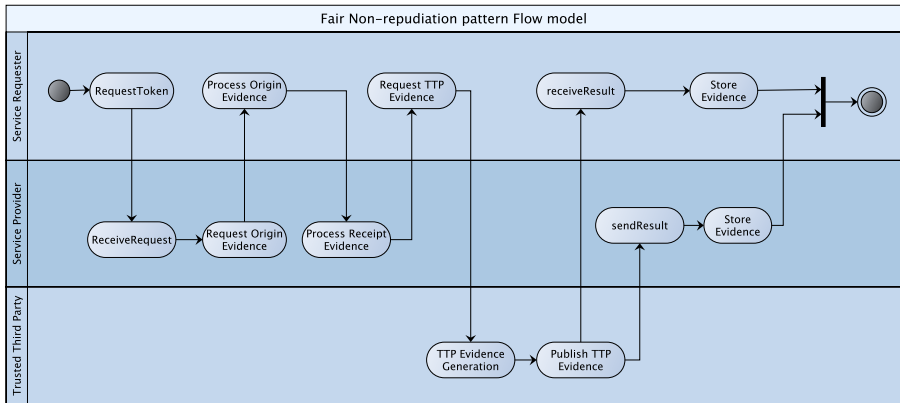 Fair Non-repudiation pattern Flow model
Service Requester
RequestToken
Process Origin
Evidence
Request TTP
Evidence
receiveResult
Store
Evidence
Service Provider
ReceiveRequest
Request Origin
Evidence
Process Receipt
Evidence
sendResult
Store
Evidence
Trusted Third Party
TTP Evidence
Generation
Publish TTP
Evidence